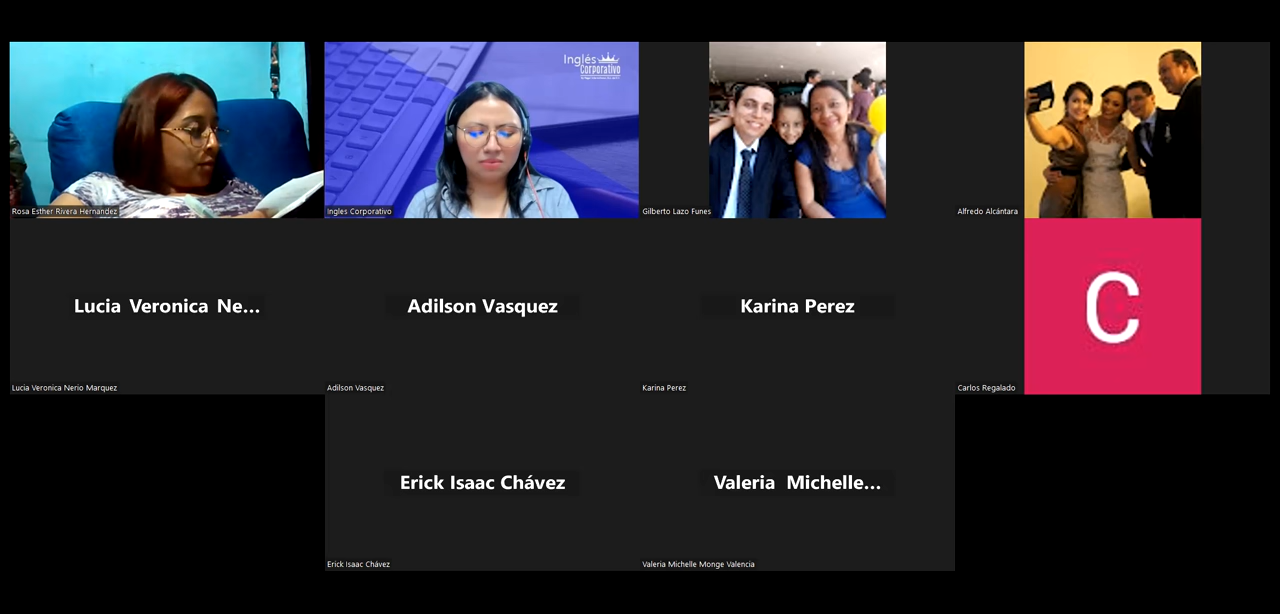 Inglés
Corporativo
Rosa Esther Rivera Hernandez
Ingles Corporativo
Gilberto Lazo Funes
Alfredo Alcántara
Lucia Veronica Ne...
Adilson Vasquez
Karina Perez
C
Lucia Veronica Nerio Marquez
Adilson Vasquez
Karina Perez
Carlos Regalado
Erick Isaac Chávez
Valeria Michelle...
Erick Isaac Chávez
Valeria Michelle Monge Valencia